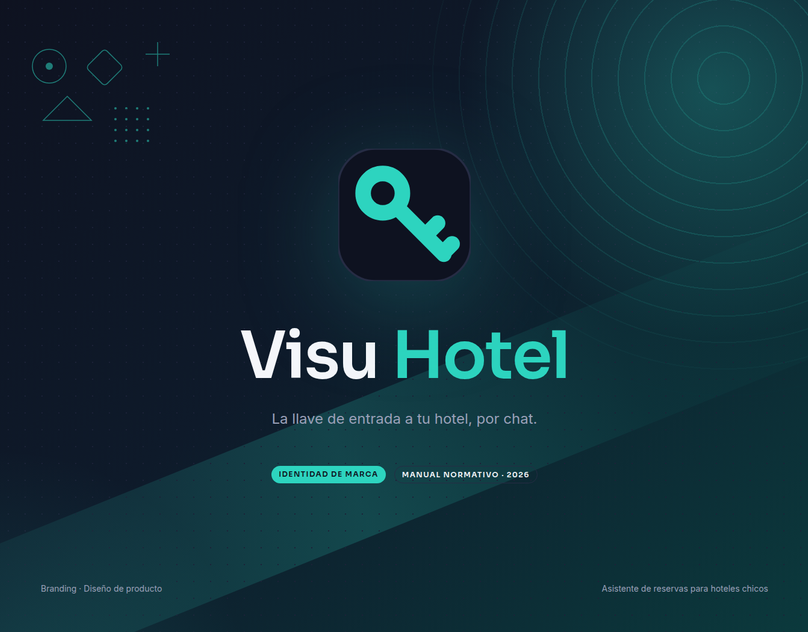 Visu Hotel
La llave de entrada a tu hotel, por chat.
IDENTIDAD DE MARCA
MANUAL NORMATIVO · 2026
Branding · Diseño de producto
Asistente de reservas para hoteles chicos